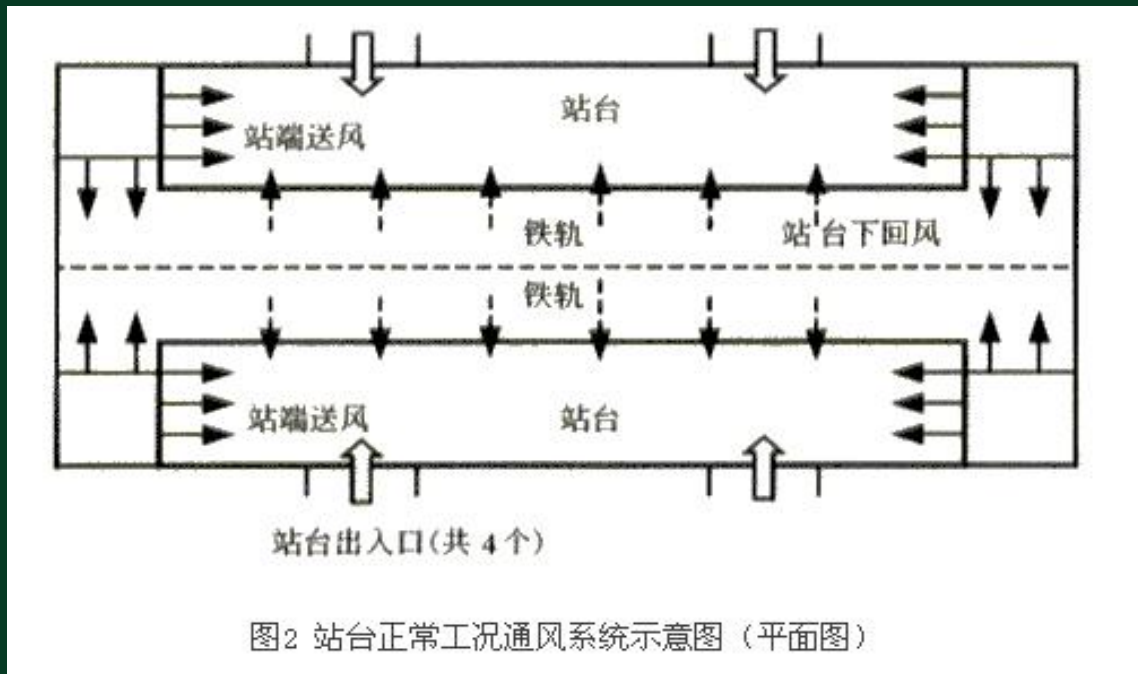 站台
站端送风
铁轨
站台下回风
铁轨
站端送风
站台
站台出入口(共 4 个)
图2 站台正常工况通风系统示意图（平面图）